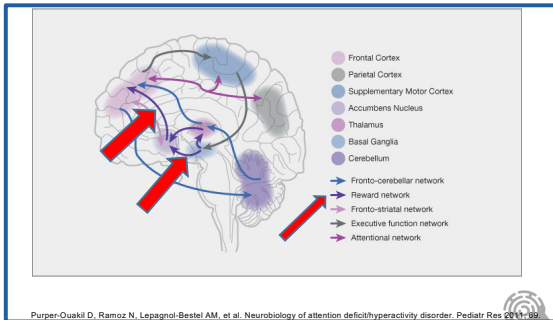 Frontal Cortex
Parietal Cortex
Supplementary Motor Cortex
Accumbens Nucleus
Thalamus
Basal Ganglia
Cerebellum
Fronto-cerebellar network
Reward network
Fronto-striatal network
Executive function network
Attentional network
Purper-Ouakil D, Ramoz N, Lepagnol-Bestel AM, et al. Neurobiology of attention deficit/hyperactivity disorder. Pediatr Res 2011; 69.